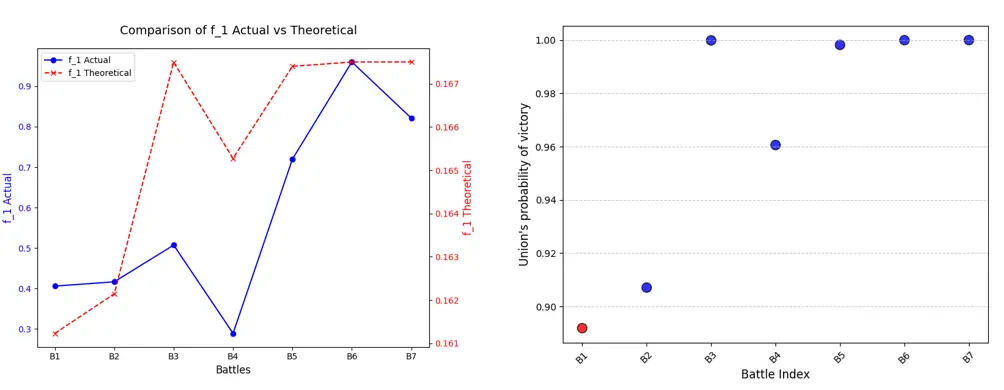 Comparison of f_1 Actual vs Theoretical
f_1 Actual
f_1 Theoretical
0.9
0.8
0.7
0.6
0.5
0.4
0.3
f_1 Actual
0.167
0.166
0.165
0.164
0.163
0.162
0.161
f_1 Theoretical
B1 B2 B3 B4 B5 B6 B7
Battles
1.00
0.98
0.96
0.94
0.92
0.90
Union's probability of victory
B1 B2 B3 B4 B5 B6 B7
Battle Index